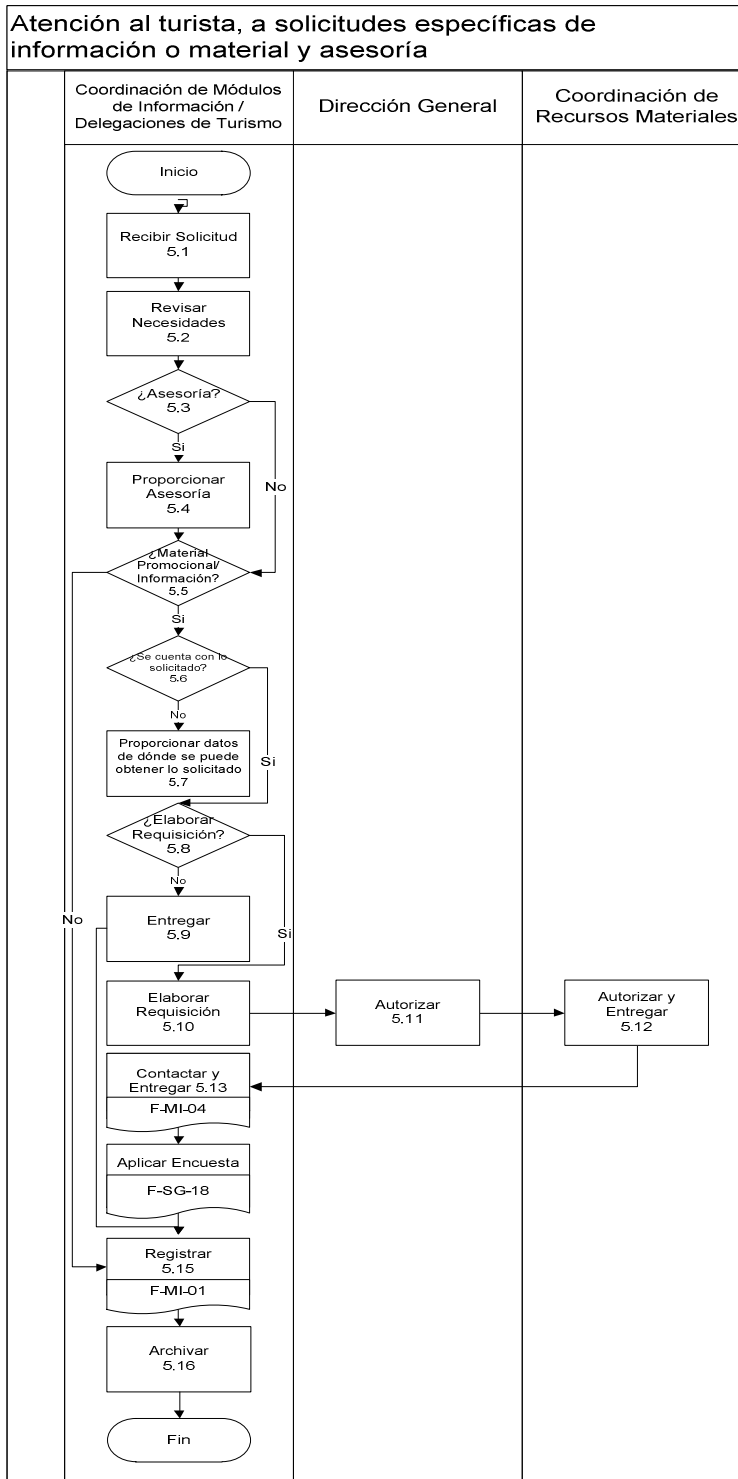 Atención al turista, a solicitudes específicas de
información o material y asesoría
Coordinación de Módulos
de Información /
Delegaciones de Turismo
Dirección General
Coordinación de
Recursos Materiales
Inicio
Recibir Solicitud
5.1
Revisar
Necesidades
5.2
¿Asesoría?
5.3
Si
No
Proporcionar
Asesoría
5.4
¿Material
Promocional/
Información?
5.5
Si
¿Se cuenta con lo
solicitado?
5.6
No
Proporcionar datos
de dónde se puede
obtener lo solicitado
5.7
Si
¿Elaborar
Requisición?
5.8
No
No
Entregar
5.9
Si
Elaborar
Requisición
5.10
Autorizar
5.11
Autorizar y
Entregar
5.12
Contactar y
Entregar 5.13
F-MI-04
Aplicar Encuesta
F-SG-18
Registrar
5.15
F-MI-01
Archivar
5.16
Fin